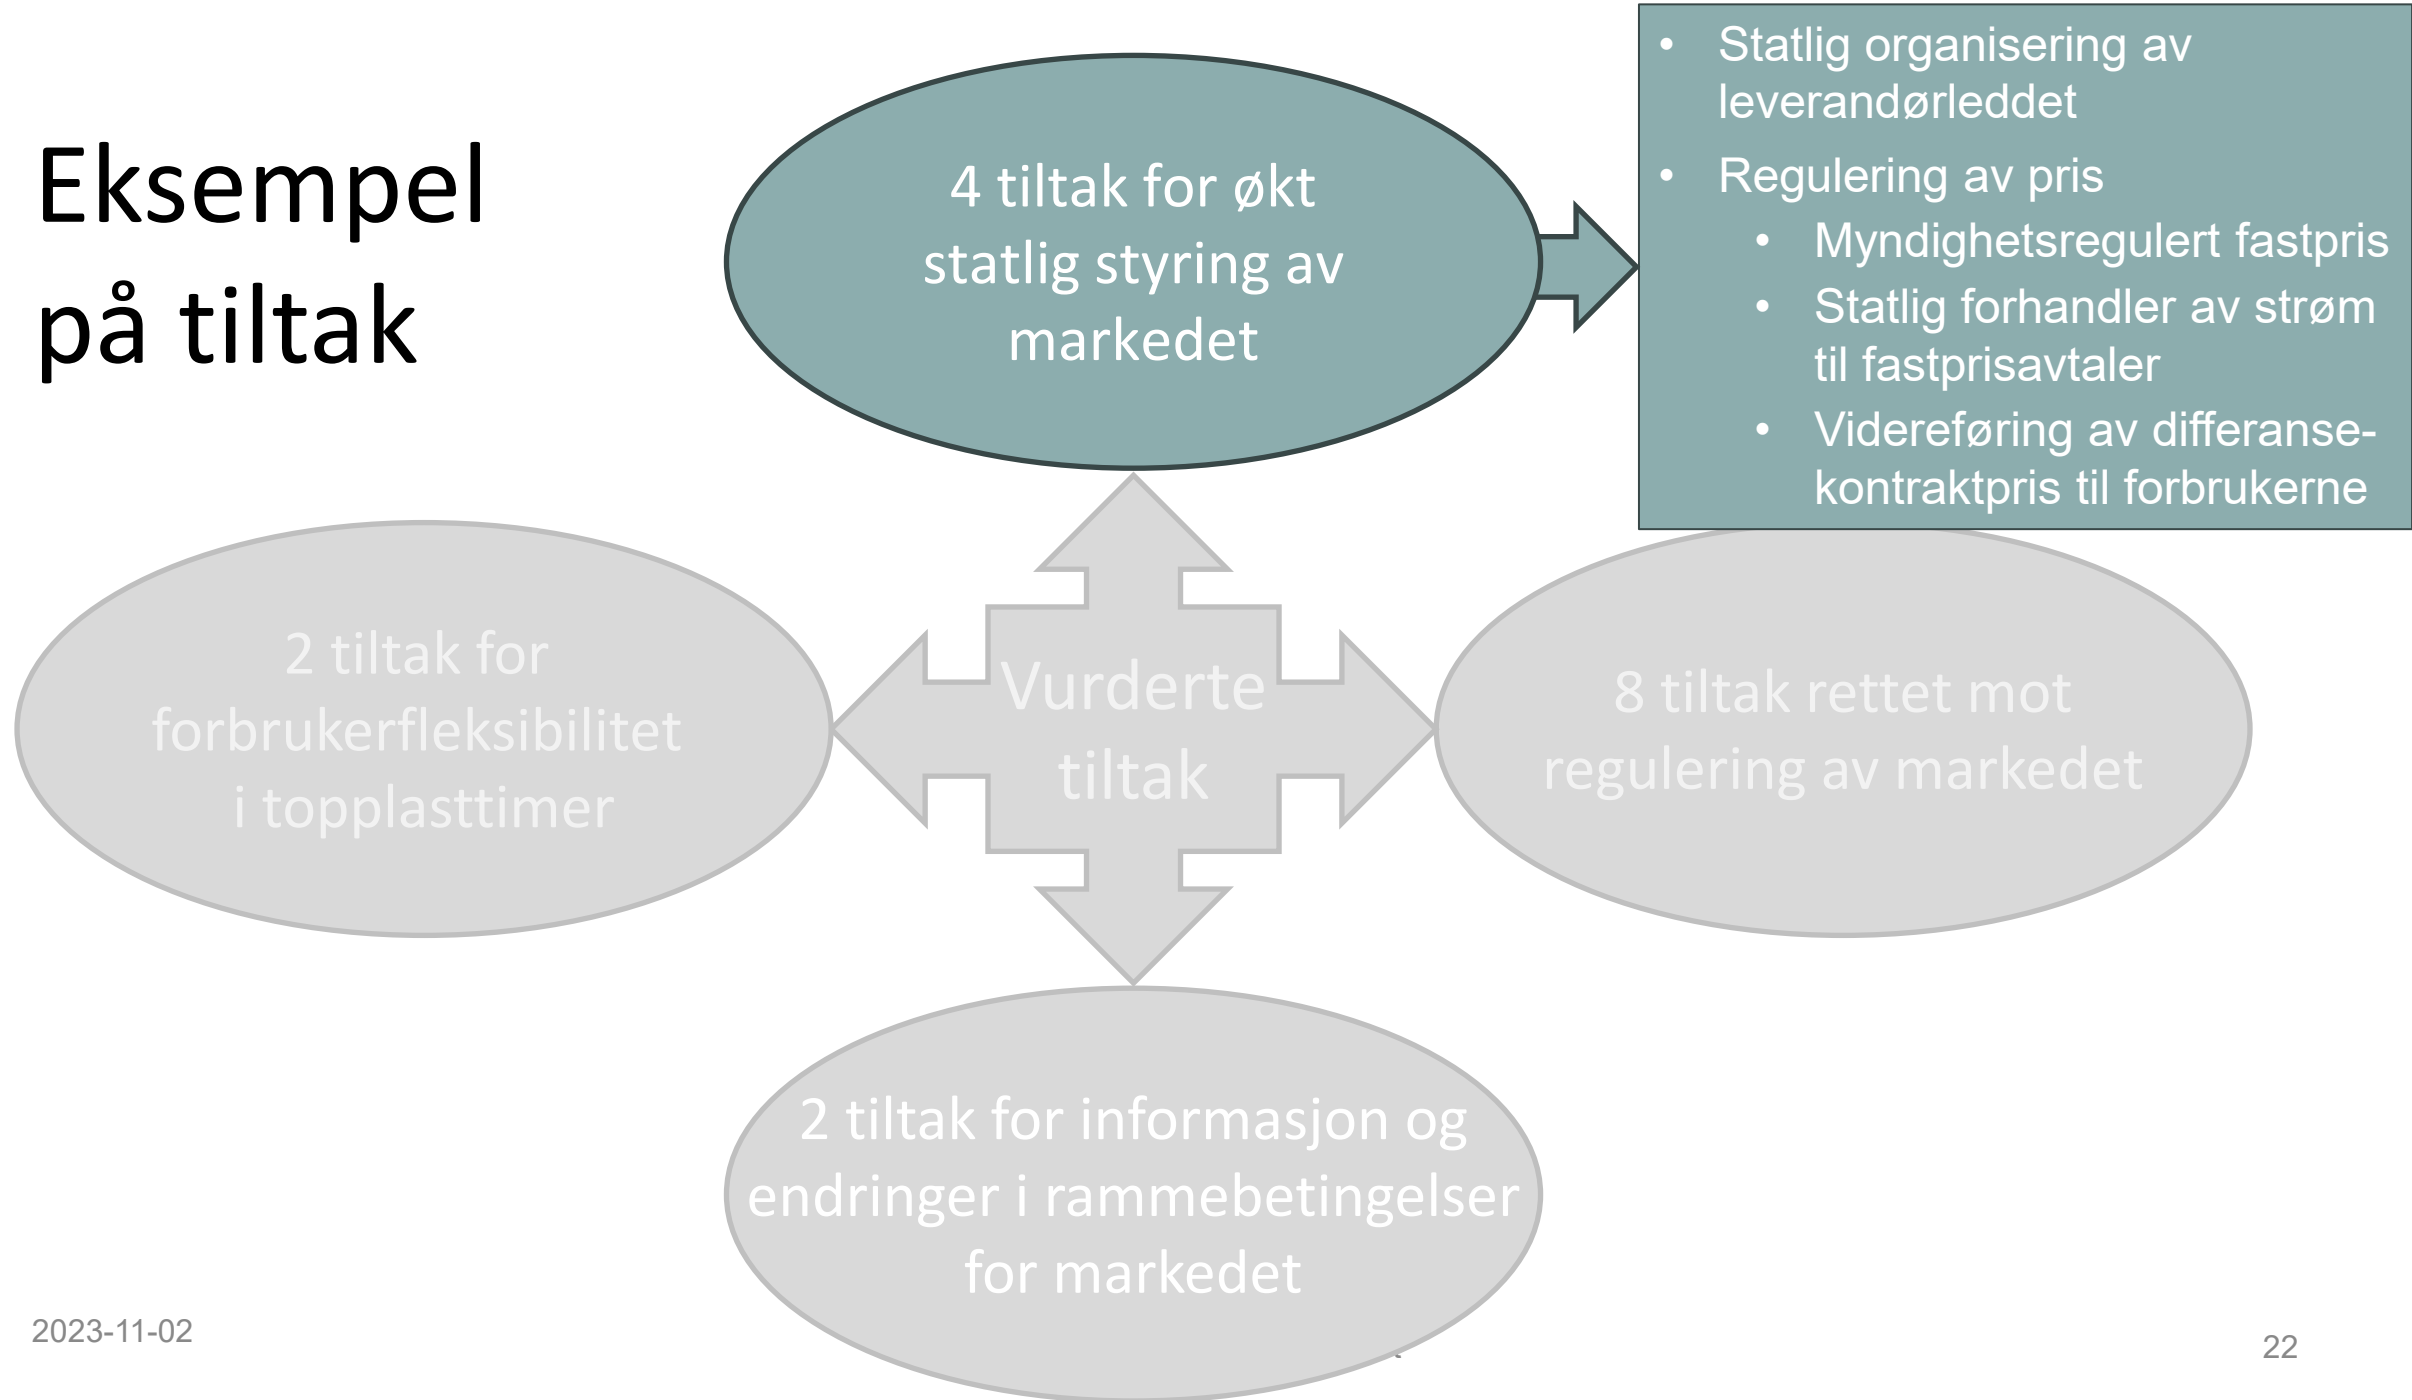 Eksempel
på tiltak
4 tiltak for økt
statlig styring av
markedet
• Statlig organisering av
leverandørleddet
• Regulering av pris
• Myndighetsregulert fastpris
• Statlig forhandler av strøm
til fastprisavtaler
• Videreføring av differanse-
kontraktpris til forbrukerne
2 tiltak for
forbrukerfleksibilitet
i topplasttimer
Vurderte
tiltak
8 tiltak rettet mot
regulering av markedet
2 tiltak for informasjon og
endringer i rammebetingelser
for markedet
2023-11-02
22